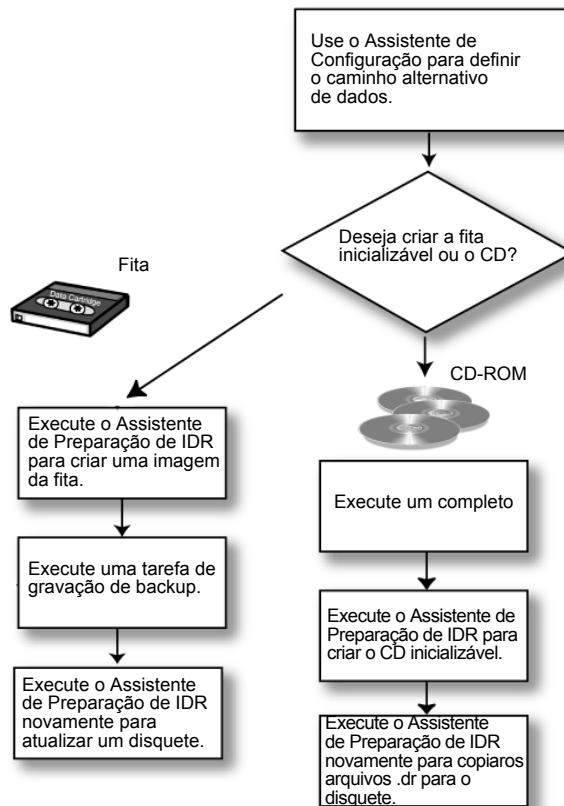 Use o Assistente de
Configuração para definir
o caminho alternativo
de dados.
Deseja criar a fita
inicializável ou o CD?
Fita
Data Cartridge
CD-ROM
Execute o Assistente
de Preparação de IDR
para criar uma imagem
da fita.
Execute uma tarefa de
gravação de backup.
Execute o Assistente
de Preparação de IDR
novamente para
atualizar um disquete.
Execute um completo
Execute o Assistente de
Preparação de IDR para
criar o CD inicializável.
Execute o Assistente
de Preparação de IDR
novamente para copiaros
arquivos .dr para o
disquete.